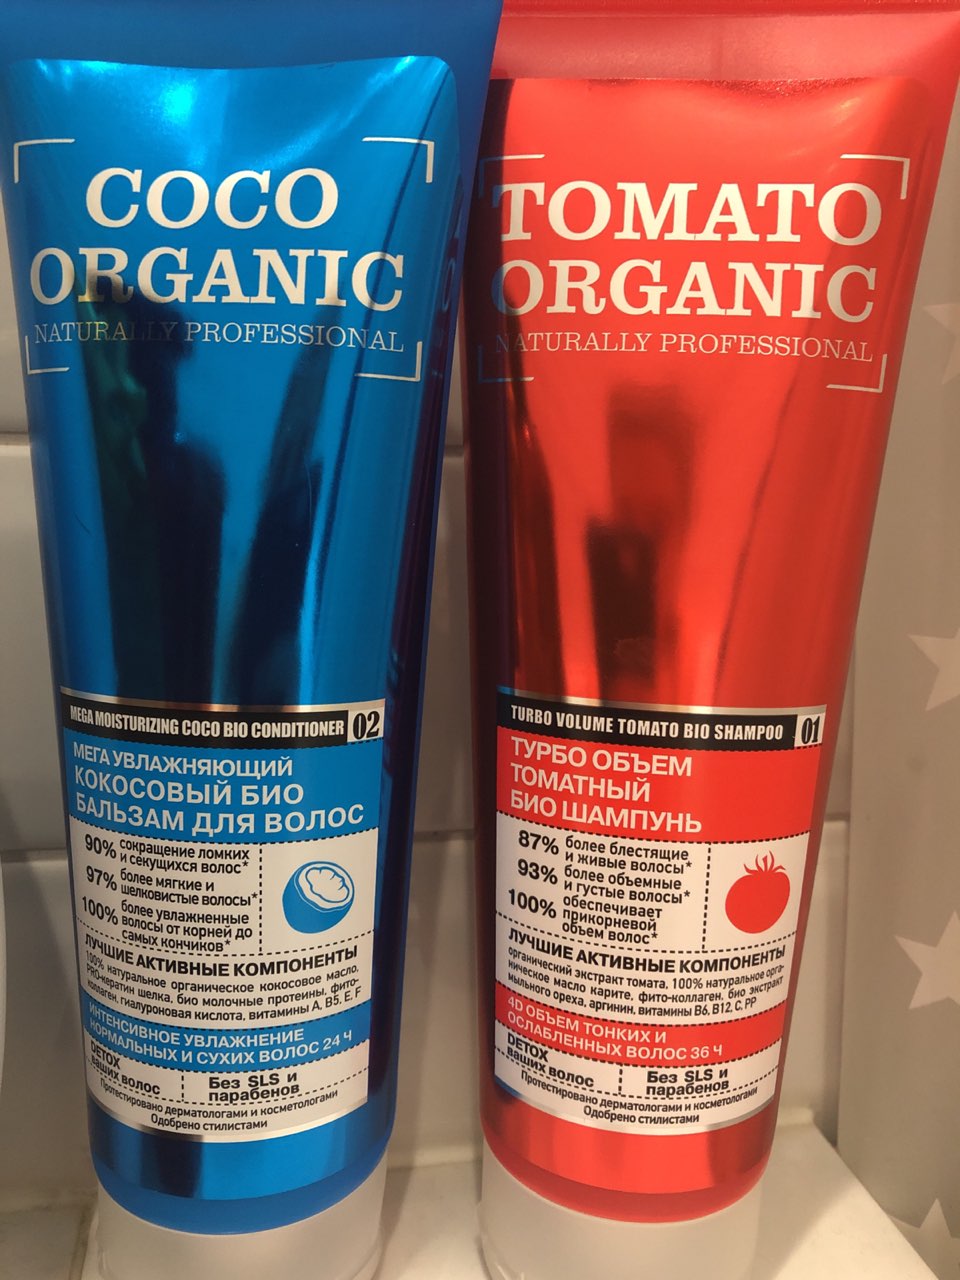 COCO
ORGANIC
NATURALLY PROFESSIONAL
MEGA MOISTURIZING COCO BIO CONDITIONER 02
МЕГА УВЛАЖНЯЮЩИЙ
КОКОСОВЫЙ БИО
БАЛЬЗАМ ДЛЯ ВОЛОС
90% сокращение ломких
и секущихся волос*
97% более мягкие и
шелковистые волосы*
100% более увлажненные
волосы от корней до
самых кончиков*
ЛУЧШИЕ АКТИВНЫЕ КОМПОНЕНТЫ
100% натуральное органическое кокосовое масло,
PRO-кератин шелка, био молочные протеины, фито-
коллаген, гиалуроновая кислота, витамины A, B5, E, F
ИНТЕНСИВНОЕ УВЛАЖНЕНИЕ
НОРМАЛЬНЫХ И СУХИХ ВОЛОС 24 Ч
DETOX
ваших волос
Без SLS и
парабенов
Протестировано дерматологами и косметологами
Одобрено стилистами
TOMATO
ORGANIC
NATURALLY PROFESSIONAL
TURBO VOLUME TOMATO BIO SHAMPOO 01
ТУРБО ОБЪЕМ
ТОМАТНЫЙ
БИО ШАМПУНЬ
87% более блестящие
и живые волосы*
93% более объемные
и густые волосы*
100% обеспечивает
прикорневой
объем волос*
ЛУЧШИЕ АКТИВНЫЕ КОМПОНЕНТЫ
органический экстракт томата, 100% натуральное орга-
ническое масло карите, фито-коллаген, био экстракт
мыльного ореха, аргинин, витамины B6, B12, C, PP
4D ОБЪЕМ ТОНКИХ И
ОСЛАБЛЕННЫХ ВОЛОС 36 Ч
DETOX
ваших волос
Без SLS и
парабенов
Протестировано дерматологами и косметологами
Одобрено стилистами